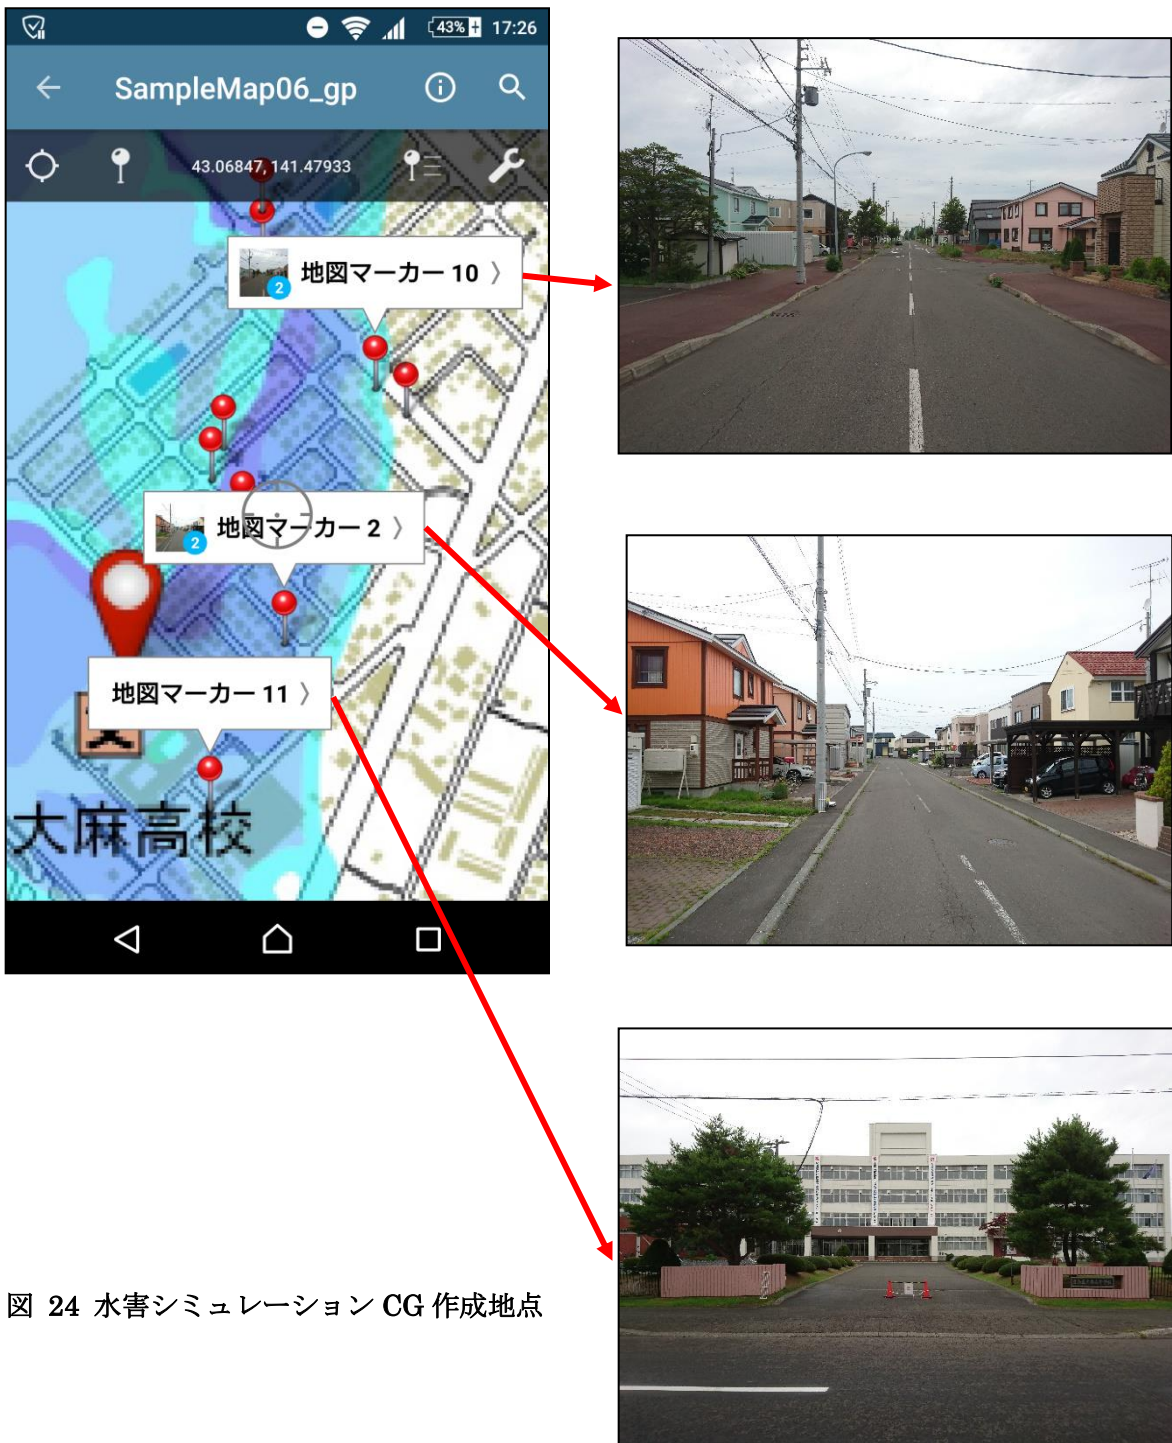 43% 17:26
SampleMap06_gp
43.06847, 141.47933
地図マーカー 10
2
地図マーカー 2
2
地図マーカー 11
文
大麻高校
図 24 水害シミュレーション CG 作成地点